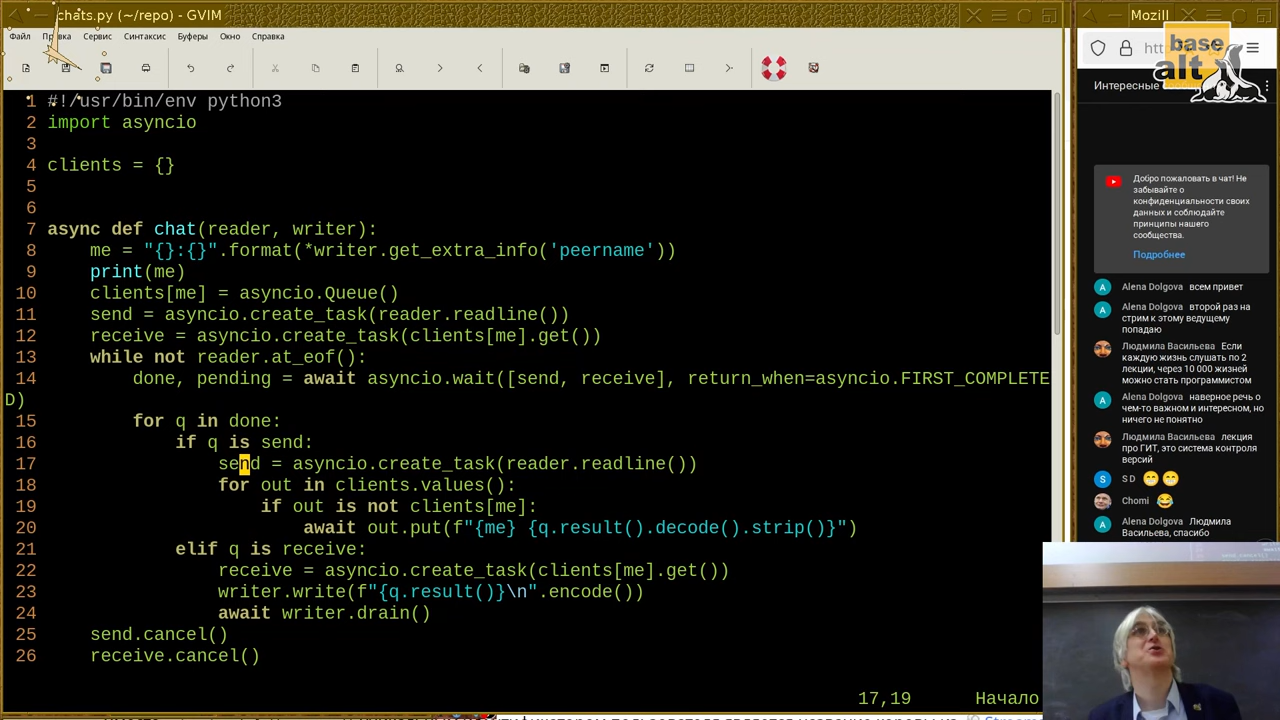 chats.py (~/repo) - GVIM
Mozill
Файл Правка Сервис Синтаксис Буферы Окно Справка
base
alt
htt
Интересные
1 #!/usr/bin/env python3
2 import asyncio
3
4 clients = {}
5
6
7 async def chat(reader, writer):
8 me = "{}:{}".format(*writer.get_extra_info('peername'))
9 print(me)
10 clients[me] = asyncio.Queue()
11 send = asyncio.create_task(reader.readline())
12 receive = asyncio.create_task(clients[me].get())
13 while not reader.at_eof():
14 done, pending = await asyncio.wait([send, receive], return_when=asyncio.FIRST_COMPLETE
D)
15 for q in done:
16 if q is send:
17 send = asyncio.create_task(reader.readline())
18 for out in clients.values():
19 if out is not clients[me]:
20 await out.put(f"{me} {q.result().decode().strip()}")
21 elif q is receive:
22 receive = asyncio.create_task(clients[me].get())
23 writer.write(f"{q.result()}\n".encode())
24 await writer.drain()
25 send.cancel()
26 receive.cancel()
17,19 Начало
Добро пожаловать в чат! Не
забывайте о
конфиденциальности своих
данных и соблюдайте
принципы нашего
сообщества.
Подробнее
A Alena Dolgova всем привет
A Alena Dolgova второй раз на
стрим к этому ведущему
попадаю
Людмила Васильева Если
каждую жизнь слушать по 2
лекции, через 10 000 жизней
можно стать программистом
A Alena Dolgova наверное речь о
чем-то важном и интересном, но
ничего не понятно
Людмила Васильева лекция
про ГИТ, это система контроля
версий
S S D 😁 😁
Chomi 😂
A Alena Dolgova Людмила
Васильева, спасибо